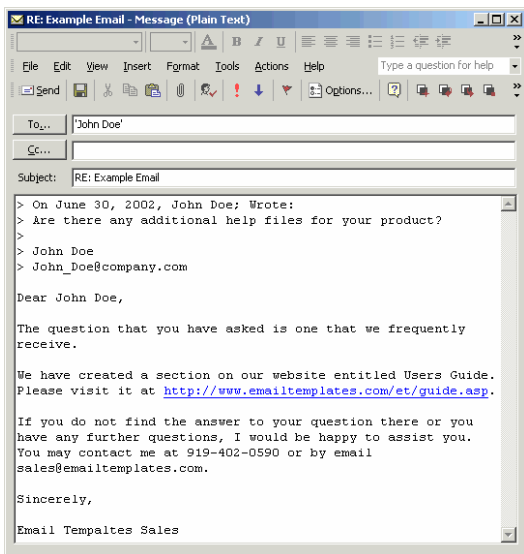 RE: Example Email - Message (Plain Text)
A B I U
File Edit View Insert Format Tools Actions Help Type a question for help
Send Options...
To... 'John Doe'
Cc...
Subject: RE: Example Email
> On June 30, 2002, John Doe; Wrote:
> Are there any additional help files for your product?
>
> John Doe
> John_Doe@company.com
Dear John Doe,
The question that you have asked is one that we frequently
receive.
We have created a section on our website entitled Users Guide.
Please visit it at http://www.emailtemplates.com/et/guide.asp.
If you do not find the answer to your question there or you
have any further questions, I would be happy to assist you.
You may contact me at 919-402-0590 or by email
sales@emailtemplates.com.
Sincerely,
Email Tempaltes Sales